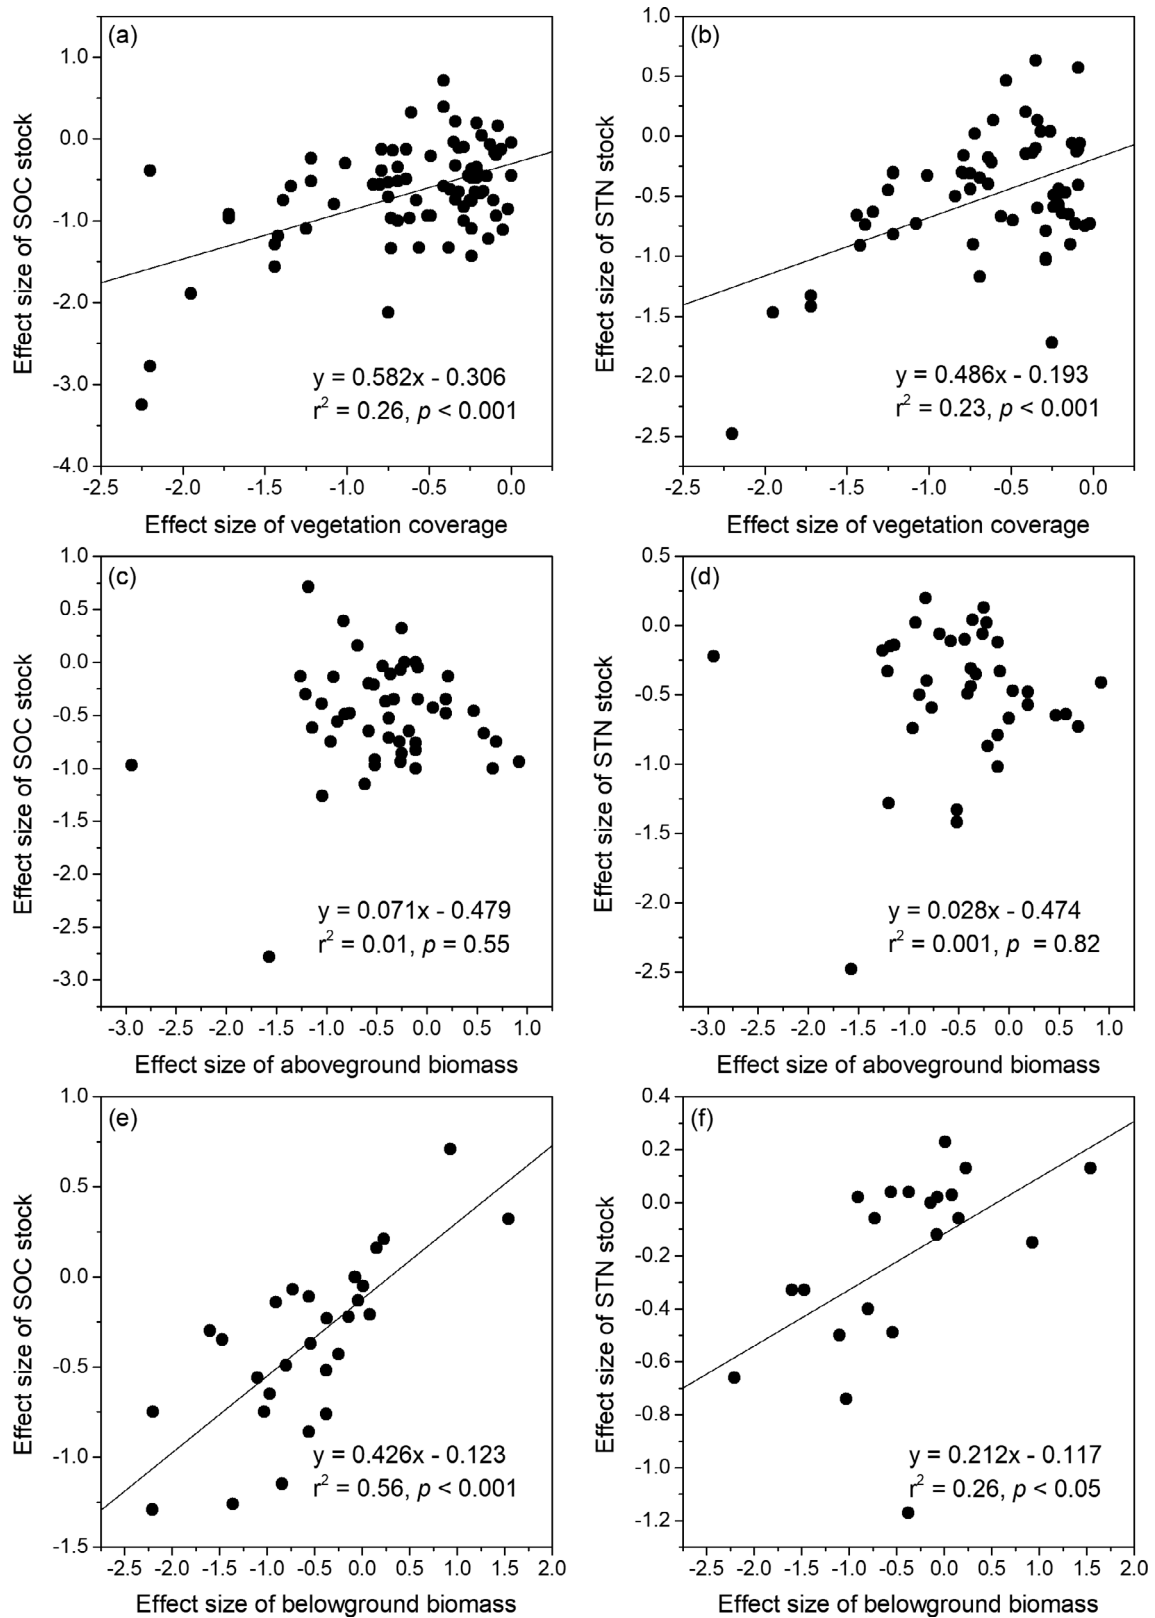 (a)
Effect size of SOC stock
1.0
0.0
-1.0
-2.0
-3.0
-4.0
y = 0.582x - 0.306
r² = 0.26, p < 0.001
-2.5 -2.0 -1.5 -1.0 -0.5 0.0
Effect size of vegetation coverage
(b)
Effect size of STN stock
1.0
0.5
0.0
-0.5
-1.0
-1.5
-2.0
-2.5
y = 0.486x - 0.193
r² = 0.23, p < 0.001
-2.5 -2.0 -1.5 -1.0 -0.5 0.0
Effect size of vegetation coverage
(c)
Effect size of SOC stock
1.0
0.5
0.0
-0.5
-1.0
-1.5
-2.0
-2.5
-3.0
y = 0.071x - 0.479
r² = 0.01, p = 0.55
-3.0 -2.5 -2.0 -1.5 -1.0 -0.5 0.0 0.5 1.0
Effect size of aboveground biomass
(d)
Effect size of STN stock
0.5
0.0
-0.5
-1.0
-1.5
-2.0
-2.5
y = 0.028x - 0.474
r² = 0.001, p = 0.82
-3.0 -2.5 -2.0 -1.5 -1.0 -0.5 0.0 0.5 1.0
Effect size of aboveground biomass
(e)
Effect size of SOC stock
1.0
0.5
0.0
-0.5
-1.0
-1.5
y = 0.426x - 0.123
r² = 0.56, p < 0.001
-2.5 -2.0 -1.5 -1.0 -0.5 0.0 0.5 1.0 1.5 2.0
Effect size of belowground biomass
(f)
Effect size of STN stock
0.4
0.2
0.0
-0.2
-0.4
-0.6
-0.8
-1.0
-1.2
y = 0.212x - 0.117
r² = 0.26, p < 0.05
-2.5 -2.0 -1.5 -1.0 -0.5 0.0 0.5 1.0 1.5 2.0
Effect size of belowground biomass